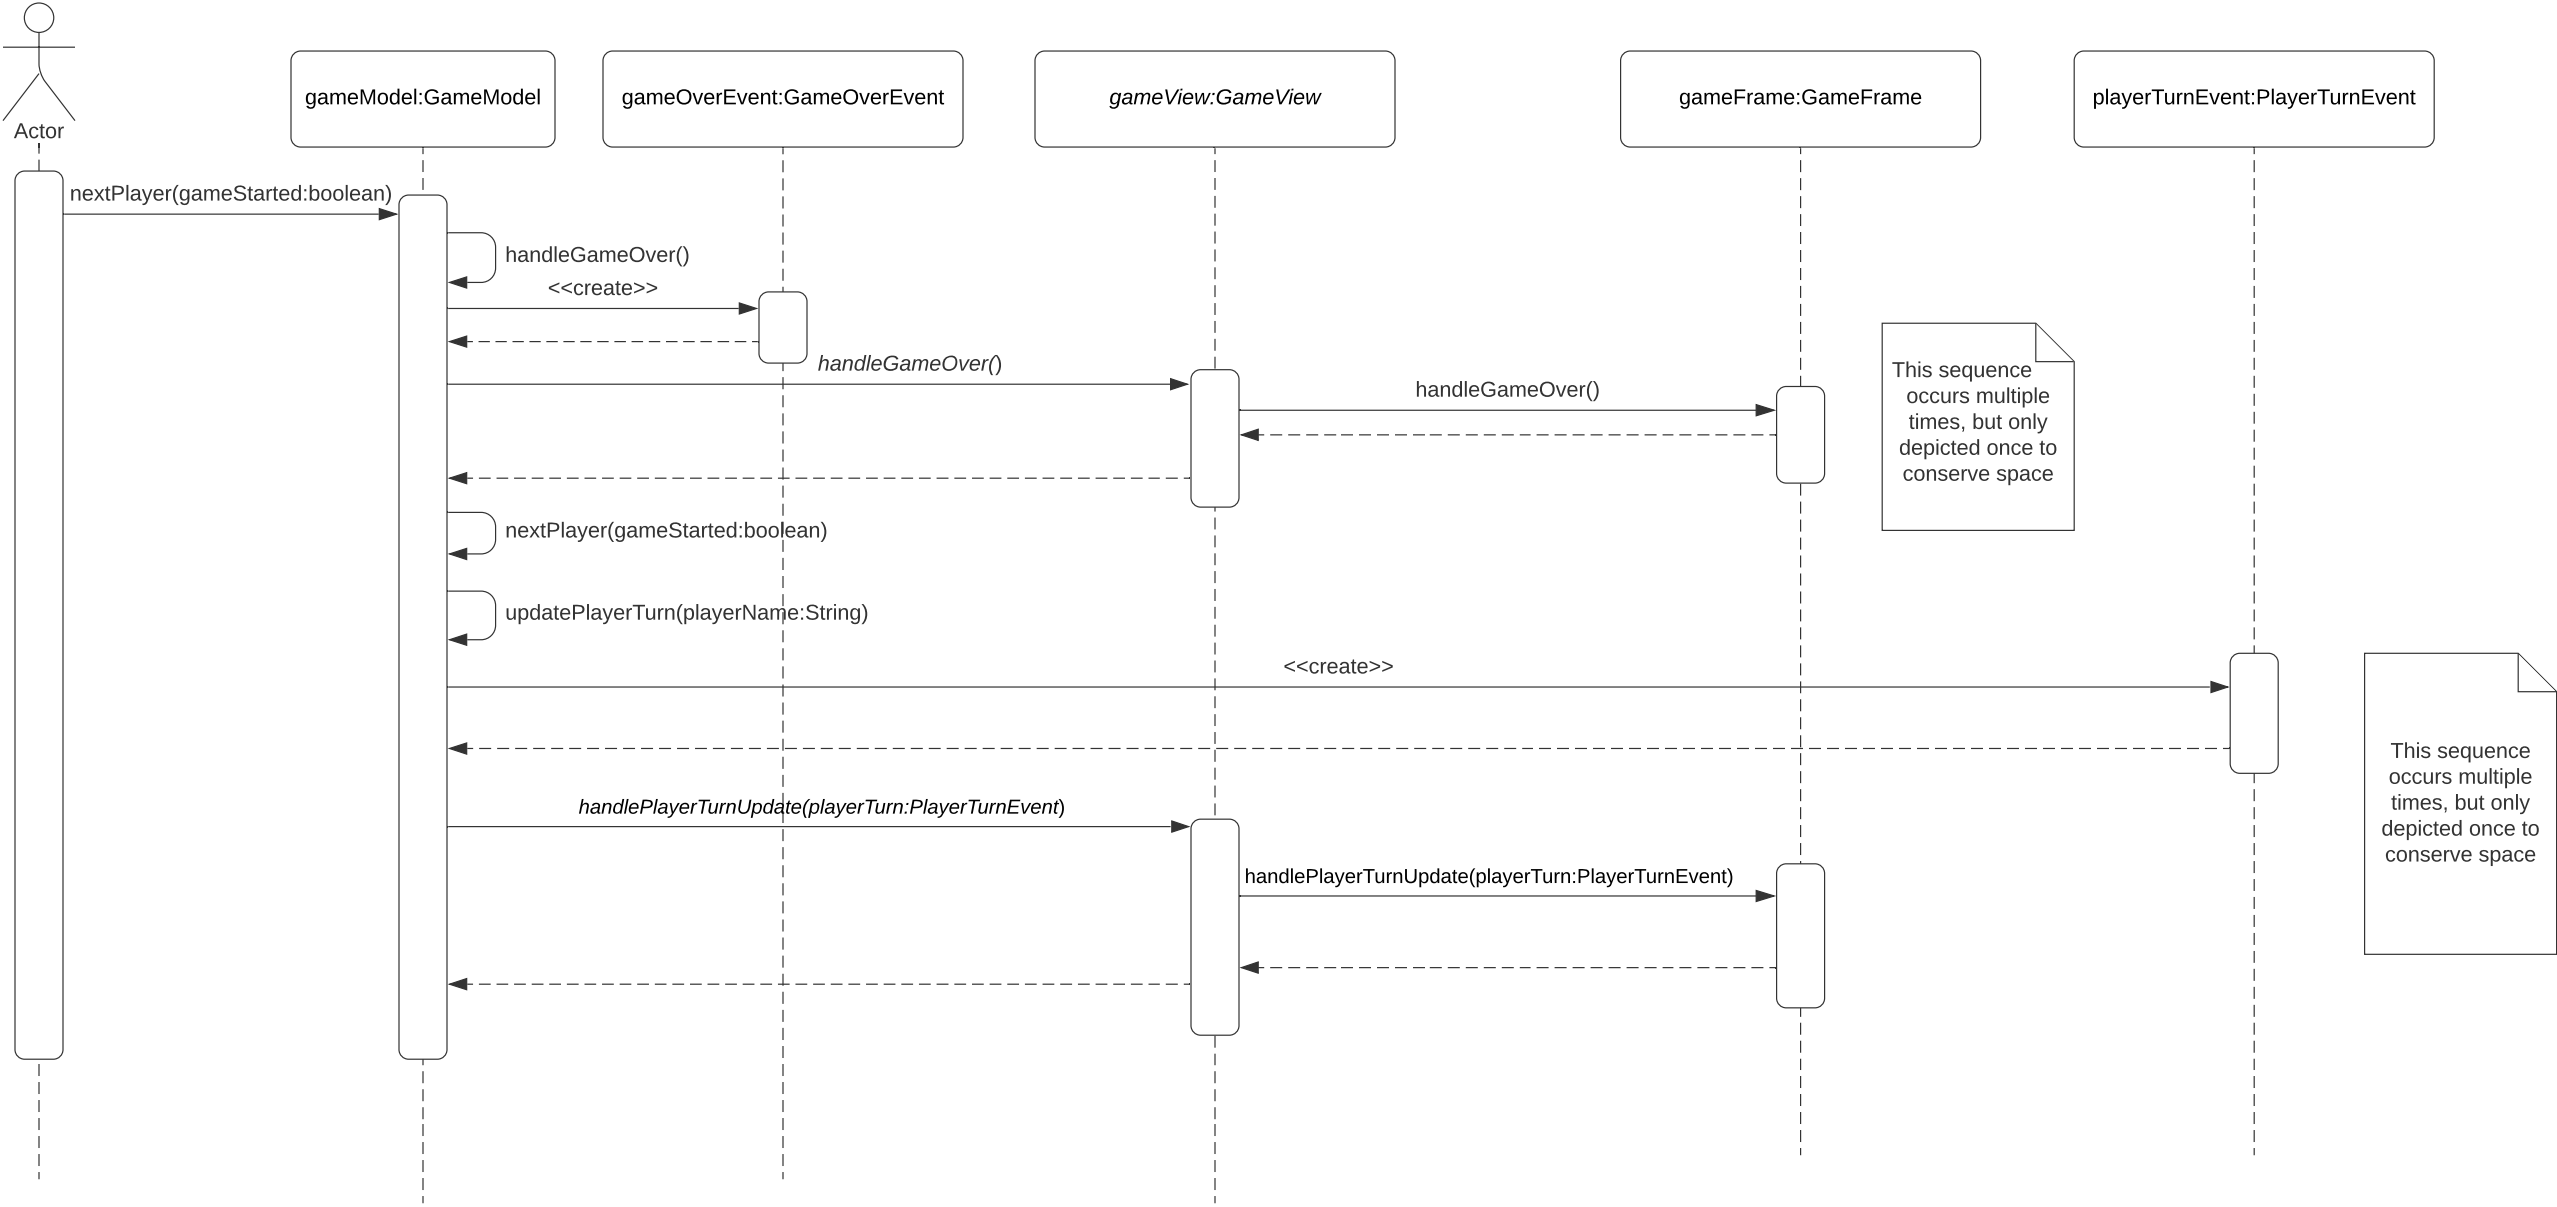 Actor
gameModel:GameModel
gameOverEvent:GameOverEvent
gameView:GameView
gameFrame:GameFrame
playerTurnEvent:PlayerTurnEvent
nextPlayer(gameStarted:boolean)
handleGameOver()
<<create>>
handleGameOver()
handleGameOver()
This sequence
occurs multiple
times, but only
depicted once to
conserve space
nextPlayer(gameStarted:boolean)
updatePlayerTurn(playerName:String)
<<create>>
This sequence
occurs multiple
times, but only
depicted once to
conserve space
handlePlayerTurnUpdate(playerTurn:PlayerTurnEvent)
handlePlayerTurnUpdate(playerTurn:PlayerTurnEvent)